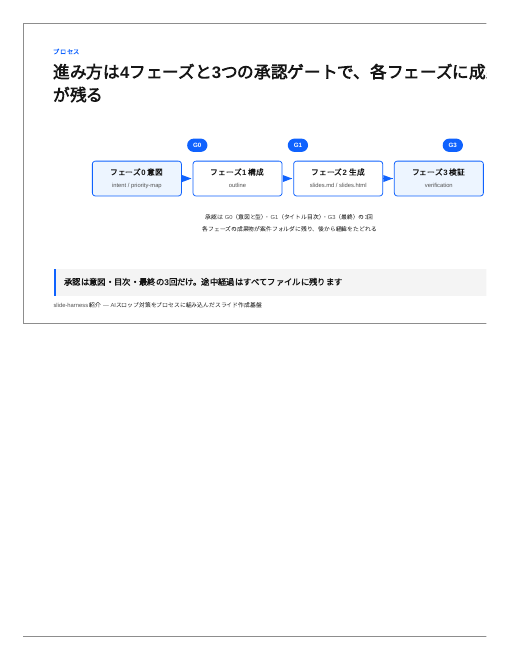 プロセス
進み方は4フェーズと3つの承認ゲートで、各フェーズに成
が残る
G0
G1
G3
フェーズ0 意図
intent / priority-map
フェーズ1 構成
outline
フェーズ2 生成
slides.md / slides.html
フェーズ3 検証
verification
承認は G0（意図と型）・G1（タイトル目次）・G3（最終）の3回
各フェーズの成果物が案件フォルダに残り、後から経緯をたどれる
承認は意図・目次・最終の3回だけ。途中経過はすべてファイルに残ります
slide-harness紹介 — AIスロップ対策をプロセスに組み込んだスライド作成基盤